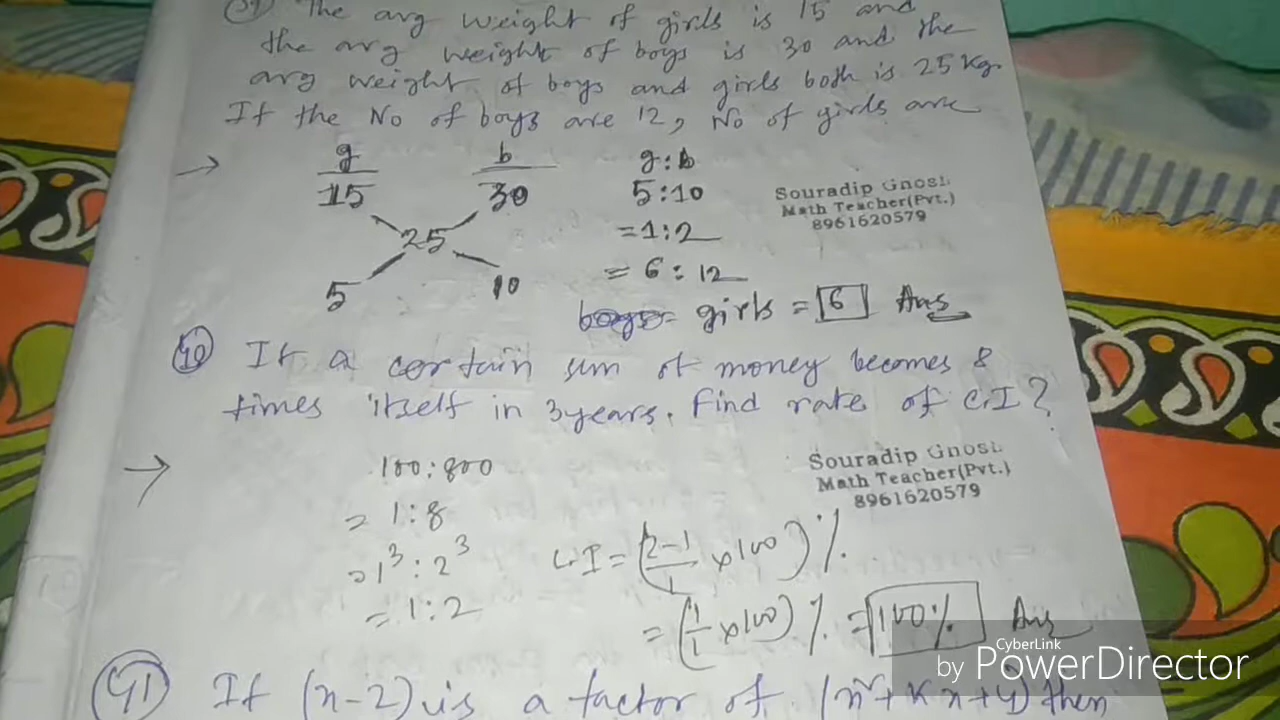 39 The avg weight of girls is 15 and
the avg weight of boys is 30 and the
avg weight of boys and girls both is 25 kg.
If the No of boys are 12, No of girls are
→ g b g:b
15 30 5:10
25 =1:2
5 10 = 6 : 12
girls = 6 Ans
Souradip Ghosh
Math Teacher(Pvt.)
8961620579
40 If a certain sum of money becomes 8
times itself in 3 years. Find rate of C.I?
→ 100:800
= 1:8
= 1³ : 2³
= 1:2
C.I = (2-1/1 × 100) %
= (1/1 × 100) % = 100% Ans
Souradip Ghosh
Math Teacher(Pvt.)
8961620579
41 If (x-2) is a factor of (x²+Kx+4) then
CyberLink
by PowerDirector